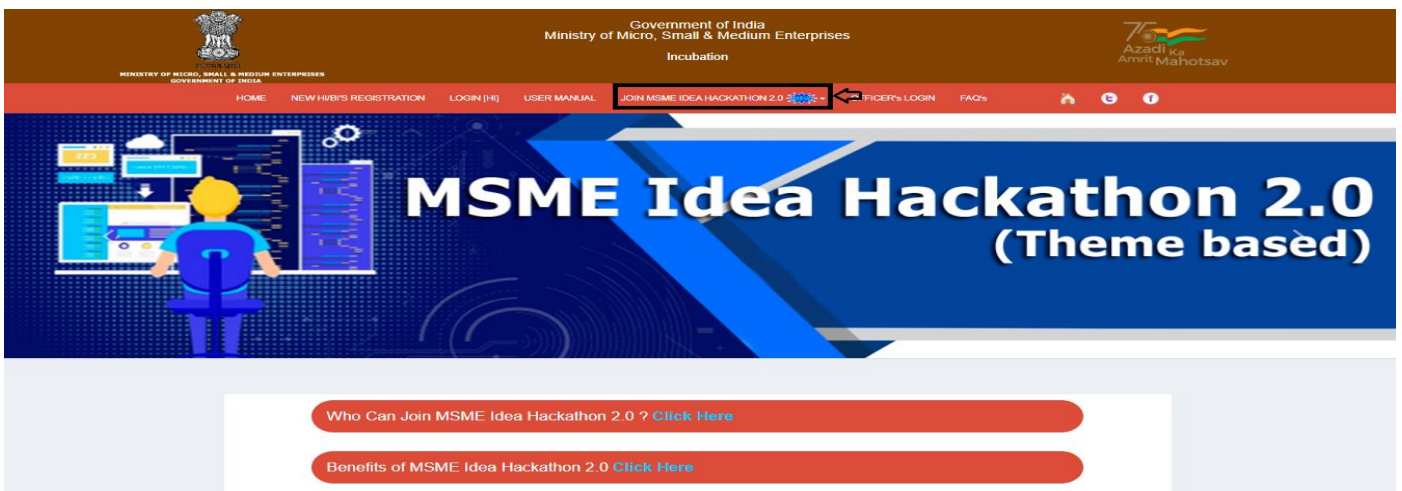 Government of India
Ministry of Micro, Small & Medium Enterprises
Incubation
MINISTRY OF MICRO, SMALL & MEDIUM ENTERPRISES
GOVERNMENT OF INDIA
75
Azadi Ka
Amrit Mahotsav
HOME NEW HI/BI'S REGISTRATION LOGIN [HI] USER MANUAL JOIN MSME IDEA HACKATHON 2.0 FICER's LOGIN FAQ's
MSME Idea Hackathon 2.0
(Theme based)
Who Can Join MSME Idea Hackathon 2.0 ? Click Here
Benefits of MSME Idea Hackathon 2.0 Click Here